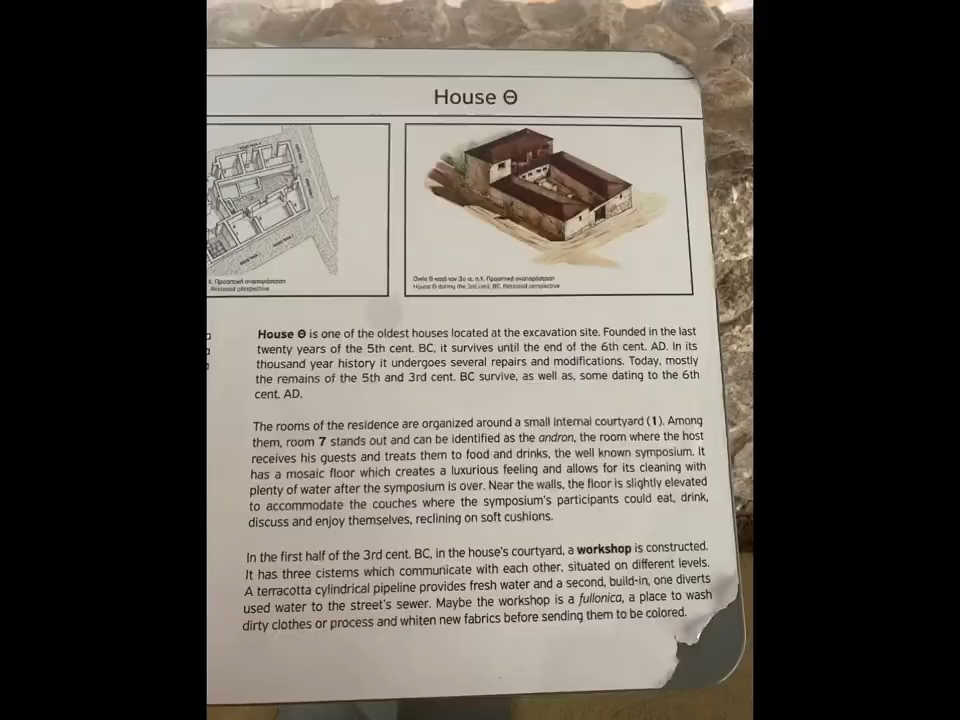 House Θ
Χ. Προοπτική αναπαράσταση
Restored perspective
Οικία Θ κατά τον 3ο αι. π.Χ. Προοπτική αναπαράσταση
House Θ during the 3rd cent. BC. Restored perspective
House Θ is one of the oldest houses located at the excavation site. Founded in the last
twenty years of the 5th cent. BC, it survives until the end of the 6th cent. AD. In its
thousand year history it undergoes several repairs and modifications. Today, mostly
the remains of the 5th and 3rd cent. BC survive, as well as, some dating to the 6th
cent. AD.
The rooms of the residence are organized around a small internal courtyard (1). Among
them, room 7 stands out and can be identified as the andron, the room where the host
receives his guests and treats them to food and drinks, the well known symposium. It
has a mosaic floor which creates a luxurious feeling and allows for its cleaning with
plenty of water after the symposium is over. Near the walls, the floor is slightly elevated
to accommodate the couches where the symposium's participants could eat, drink,
discuss and enjoy themselves, reclining on soft cushions.
In the first half of the 3rd cent. BC, in the house's courtyard, a workshop is constructed.
It has three cisterns which communicate with each other, situated on different levels.
A terracotta cylindrical pipeline provides fresh water and a second, build-in, one diverts
used water to the street's sewer. Maybe the workshop is a fullonica, a place to wash
dirty clothes or process and whiten new fabrics before sending them to be colored.